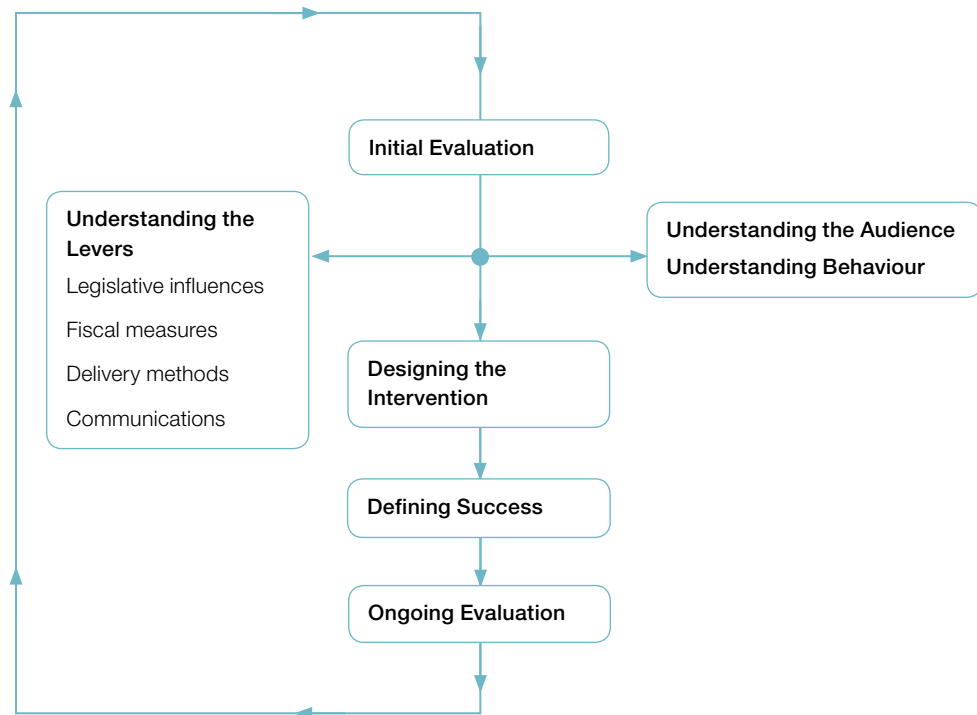 Initial Evaluation
Understanding the
Levers
Legislative influences
Fiscal measures
Delivery methods
Communications
Understanding the Audience
Understanding Behaviour
Designing the
Intervention
Defining Success
Ongoing Evaluation